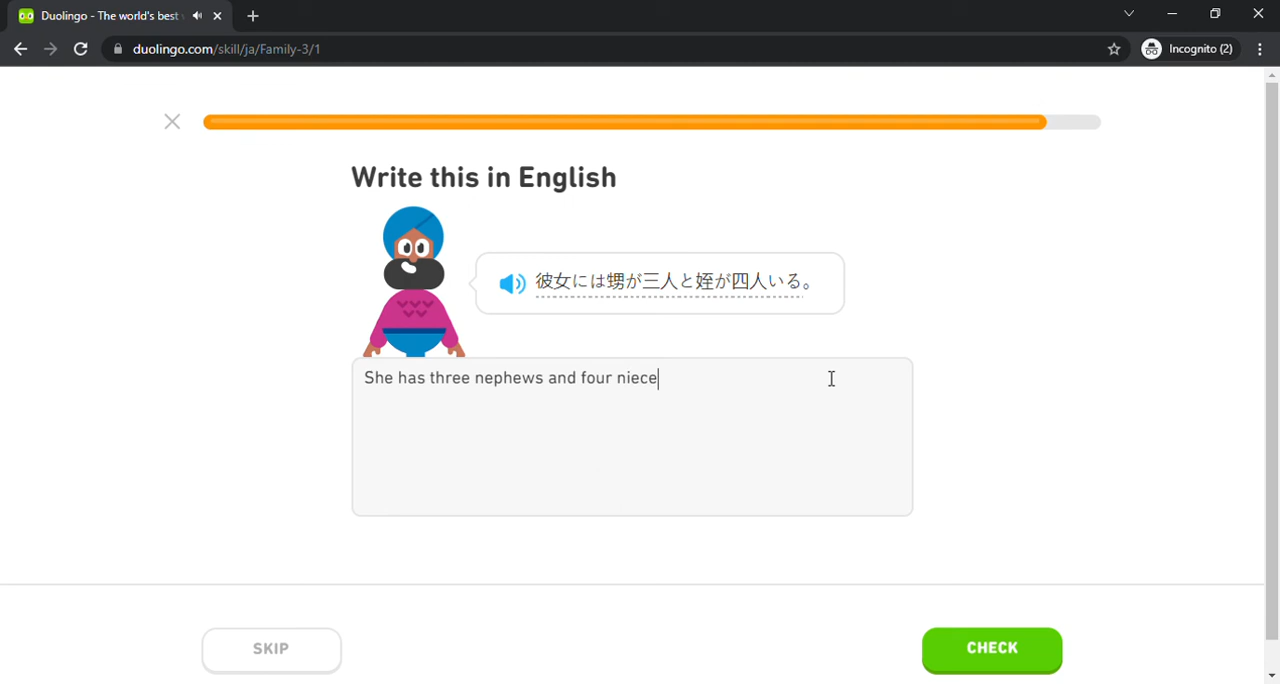 Duolingo - The world's best
duolingo.com/skill/ja/Family-3/1
Incognito (2)
Write this in English
彼女には甥が三人と姪が四人いる。
She has three nephews and four niece
SKIP
CHECK